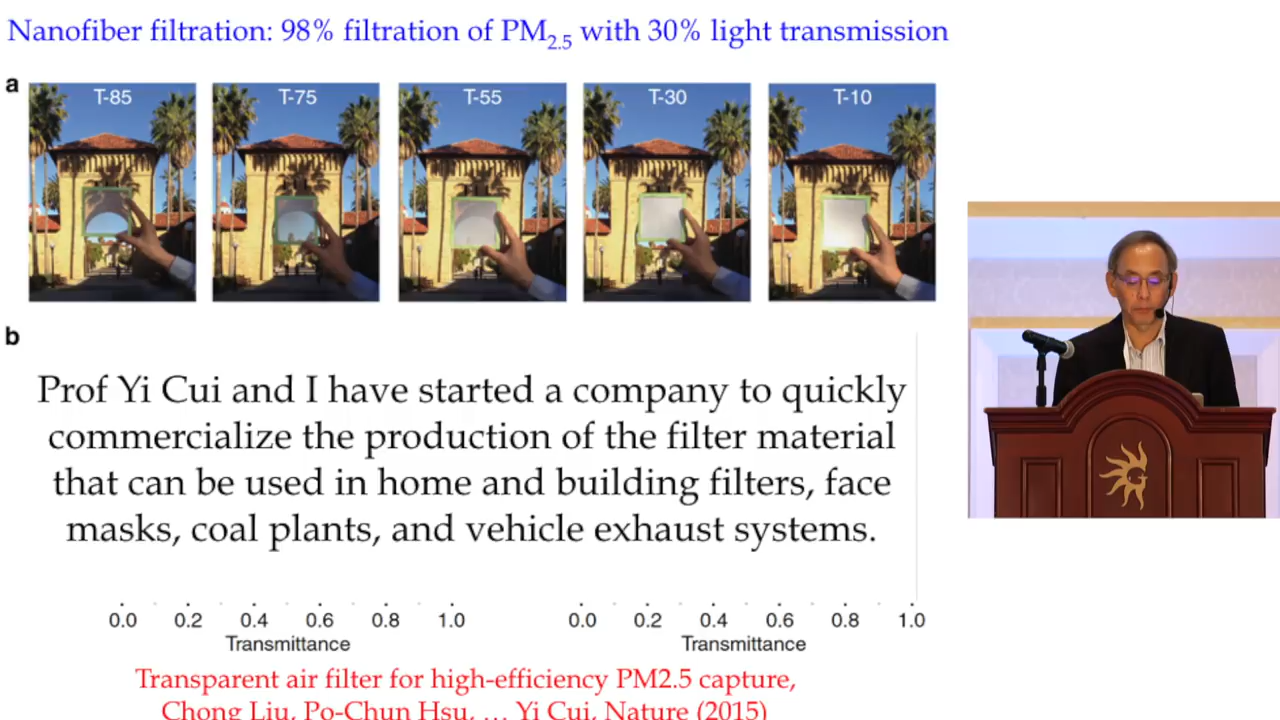 Nanofiber filtration: 98% filtration of PM2.5 with 30% light transmission
a
T-85
T-75
T-55
T-30
T-10
b
Prof Yi Cui and I have started a company to quickly
commercialize the production of the filter material
that can be used in home and building filters, face
masks, coal plants, and vehicle exhaust systems.
0.0 0.2 0.4 0.6 0.8 1.0
Transmittance
0.0 0.2 0.4 0.6 0.8 1.0
Transmittance
Transparent air filter for high-efficiency PM2.5 capture,
Chong Liu, Po-Chun Hsu, … Yi Cui, Nature (2015)